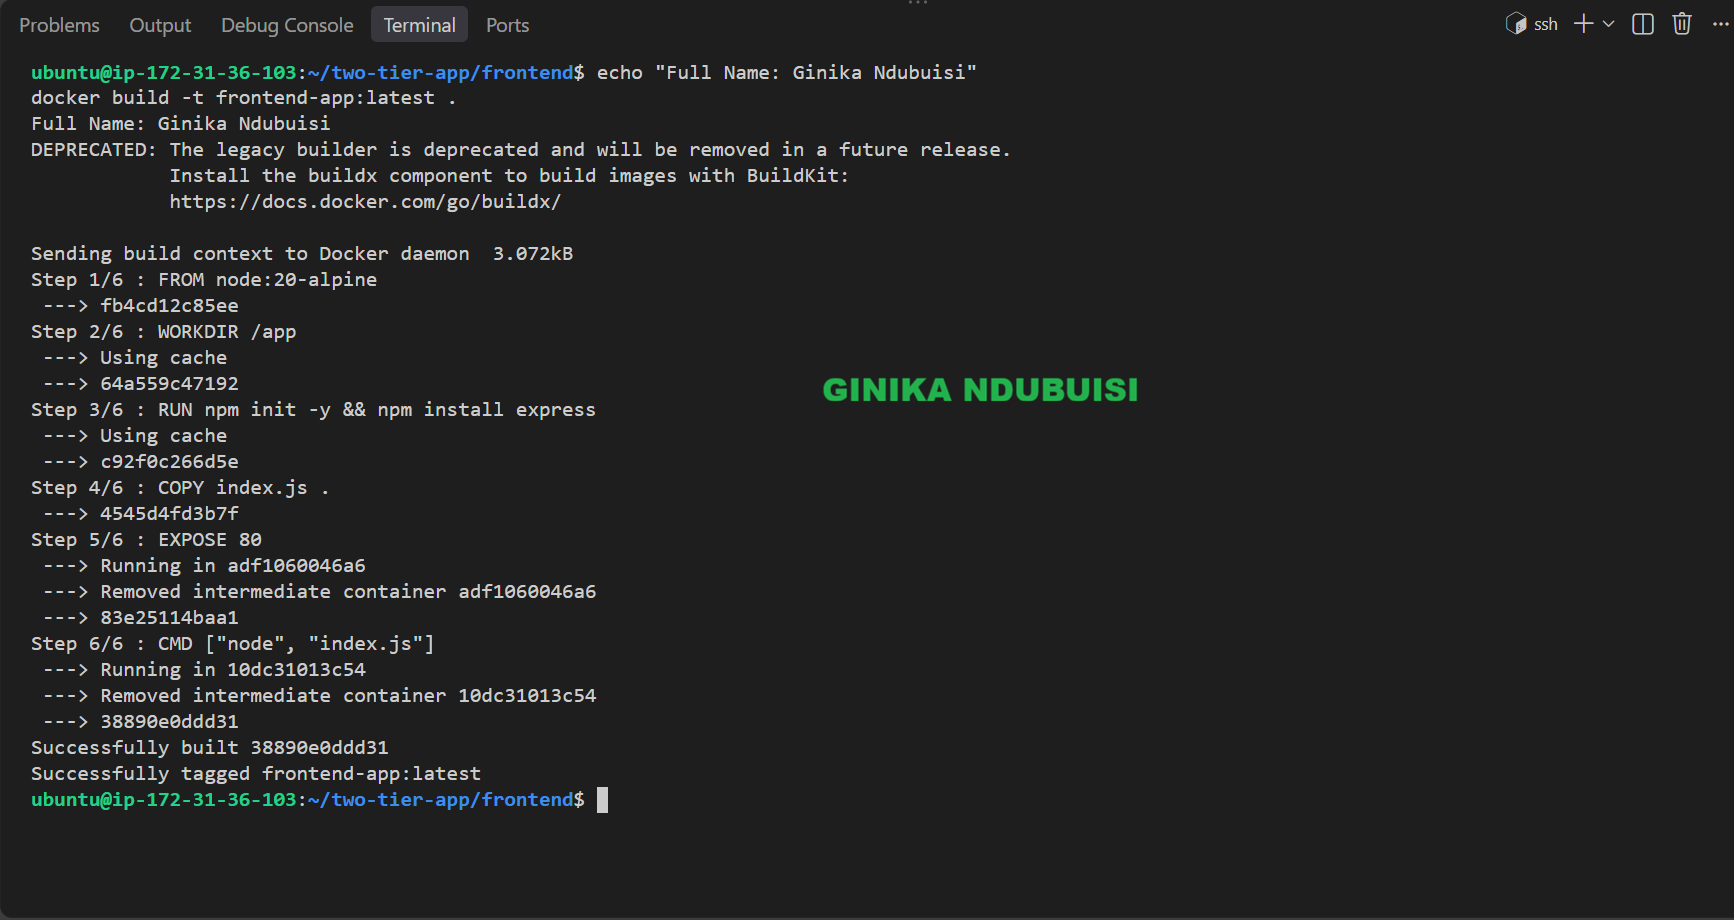 Problems Output Debug Console Terminal Ports ssh
ubuntu@ip-172-31-36-103:~/two-tier-app/frontend$ echo "Full Name: Ginika Ndubuisi"
docker build -t frontend-app:latest .
Full Name: Ginika Ndubuisi
DEPRECATED: The legacy builder is deprecated and will be removed in a future release.
            Install the buildx component to build images with BuildKit:
            https://docs.docker.com/go/buildx/
Sending build context to Docker daemon  3.072kB
Step 1/6 : FROM node:20-alpine
 ---> fb4cd12c85ee
Step 2/6 : WORKDIR /app
 ---> Using cache
 ---> 64a559c47192
GINIKA NDUBUISI
Step 3/6 : RUN npm init -y && npm install express
 ---> Using cache
 ---> c92f0c266d5e
Step 4/6 : COPY index.js .
 ---> 4545d4fd3b7f
Step 5/6 : EXPOSE 80
 ---> Running in adf1060046a6
 ---> Removed intermediate container adf1060046a6
 ---> 83e25114baa1
Step 6/6 : CMD ["node", "index.js"]
 ---> Running in 10dc31013c54
 ---> Removed intermediate container 10dc31013c54
 ---> 38890e0ddd31
Successfully built 38890e0ddd31
Successfully tagged frontend-app:latest
ubuntu@ip-172-31-36-103:~/two-tier-app/frontend$